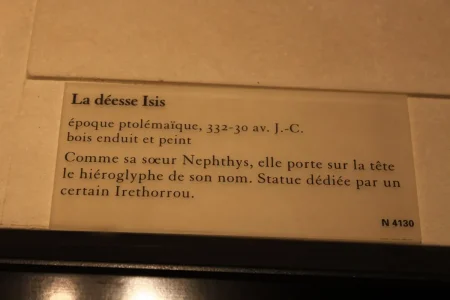 La déesse Isis
époque ptolémaïque, 332-30 av. J.-C.
bois enduit et peint
Comme sa sœur Nephthys, elle porte sur la tête
le hiéroglyphe de son nom. Statue dédiée par un
certain Irethorrou.
N 4130